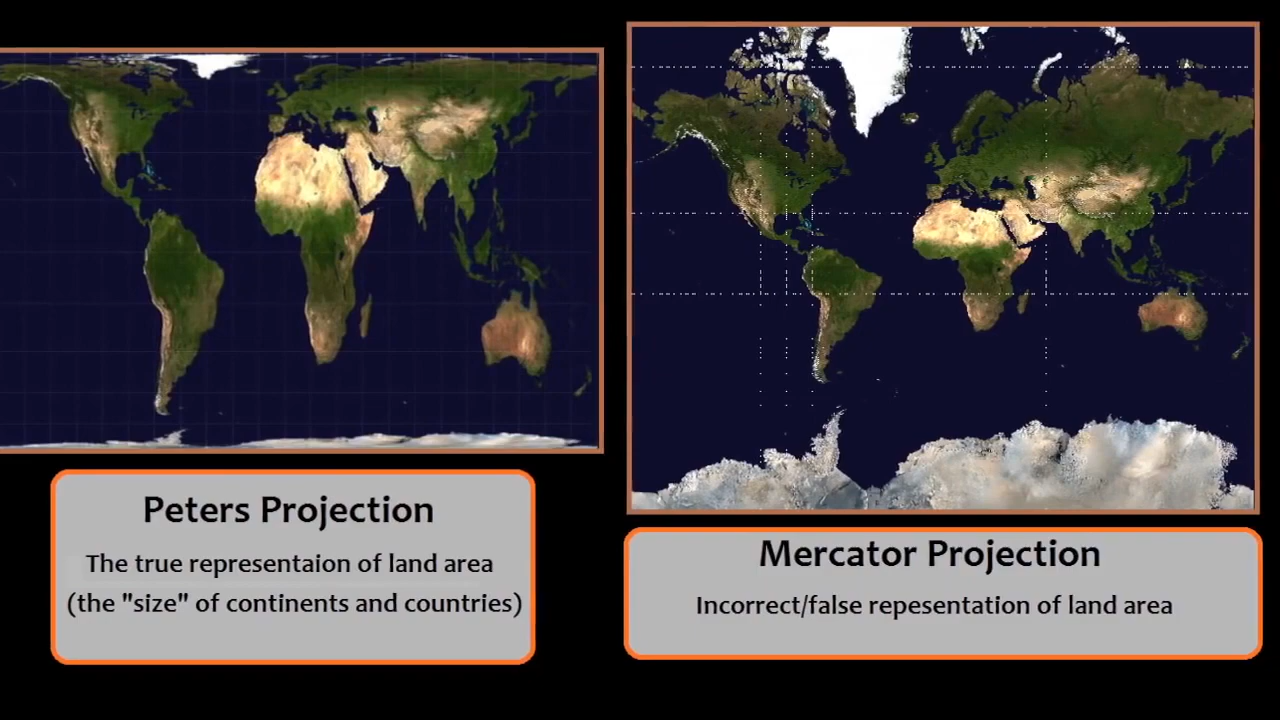 Peters Projection
The true representaion of land area
(the "size" of continents and countries)
Mercator Projection
Incorrect/false repesentation of land area